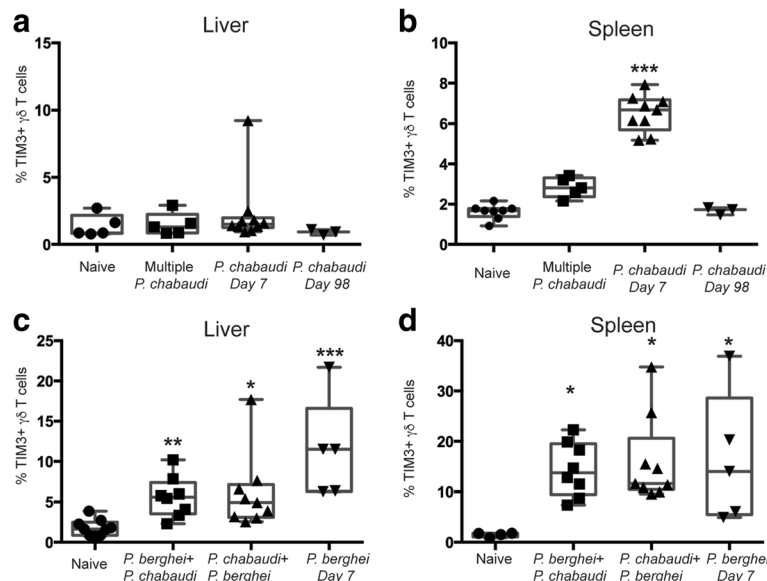 a
Liver
b
Spleen
% TIM3+ γδ T cells
15
10
5
0
Naive
Multiple
P. chabaudi
P. chabaudi
Day 7
P. chabaudi
Day 98
% TIM3+ γδ T cells
10
8
6
4
2
0
***
Naive
Multiple
P. chabaudi
P. chabaudi
Day 7
P. chabaudi
Day 98
c
Liver
d
Spleen
% TIM3+ γδ T cells
25
20
15
10
5
0
**
*
***
Naive
P. berghei+
P. chabaudi
P. chabaudi+
P. berghei
P. berghei
Day 7
% TIM3+ γδ T cells
40
30
20
10
0
*
*
*
Naive
P. berghei+
P. chabaudi
P. chabaudi+
P. berghei
P. berghei
Day 7